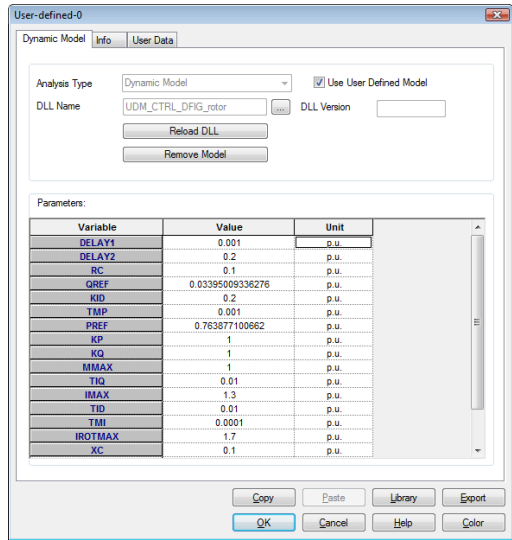 User-defined-0
Dynamic Model Info User Data
Analysis Type Dynamic Model Use User Defined Model
DLL Name UDM_CTRL_DFIG_rotor ... DLL Version
Reload DLL
Remove Model
Parameters:
Variable Value Unit
DELAY1 0.001 p.u.
DELAY2 0.2 p.u.
RC 0.1 p.u.
QREF 0.03395009336276 p.u.
KID 0.2 p.u.
TMP 0.001 p.u.
PREF 0.763877100662 p.u.
KP 1 p.u.
KQ 1 p.u.
MMAX 1 p.u.
TIQ 0.01 p.u.
IMAX 1.3 p.u.
TID 0.01 p.u.
TMI 0.0001 p.u.
IROTMAX 1.7 p.u.
XC 0.1 p.u.
Copy Paste Library Export
OK Cancel Help Color